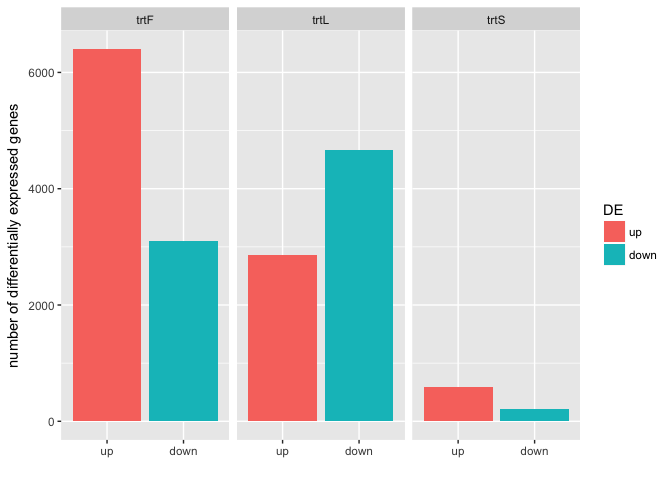 trtF
trtL
trtS
number of differentially expressed genes
6000
4000
2000
0
up
down
up
down
up
down
DE
up
down